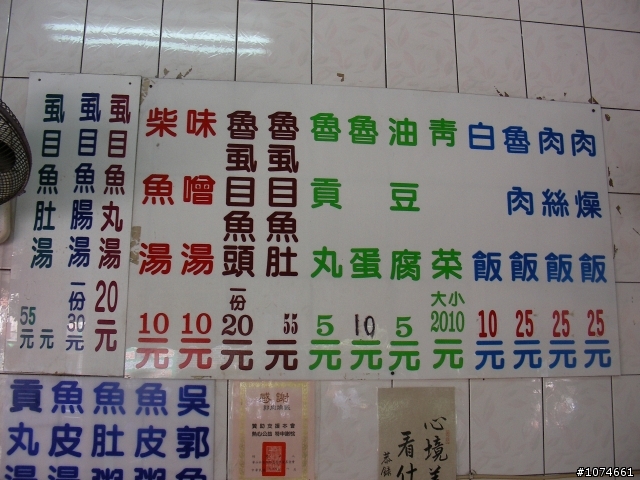 虱目魚丸湯 20元
虱目魚腸湯 一份30元
虱目魚肚湯 55元 元
肉燥飯 25元
肉絲飯 25元
魯肉飯 25元
白飯 10元
青菜 大小 2010元
油豆腐 5元
魯蛋 10元
魯貢丸 5元
魯虱目魚肚 55元
魯虱目魚頭 一份20元
味噌湯 10元
柴魚湯 10元
吳郭魚
魚皮粥
魚肚粥
魚皮湯
貢丸湯
感謝
心境
看什
#1074661